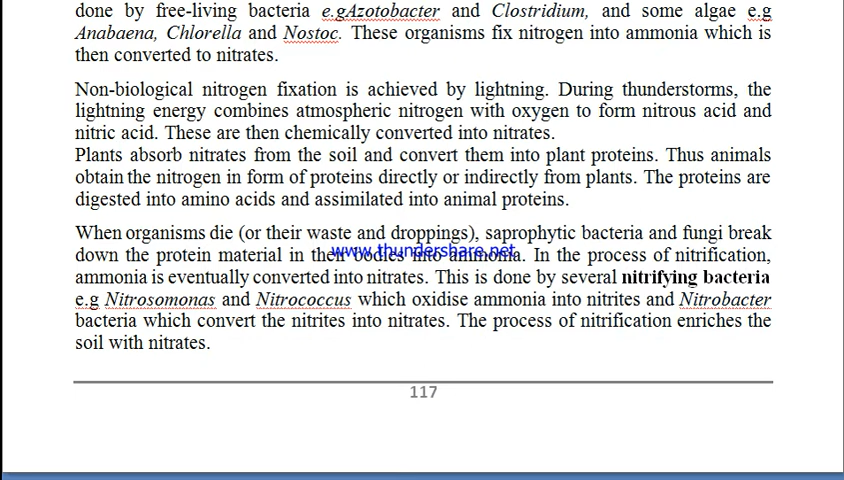 done by free-living bacteria e.gAzotobacter and Clostridium, and some algae e.g
Anabaena, Chlorella and Nostoc. These organisms fix nitrogen into ammonia which is
then converted to nitrates.
Non-biological nitrogen fixation is achieved by lightning. During thunderstorms, the
lightning energy combines atmospheric nitrogen with oxygen to form nitrous acid and
nitric acid. These are then chemically converted into nitrates.
Plants absorb nitrates from the soil and convert them into plant proteins. Thus animals
obtain the nitrogen in form of proteins directly or indirectly from plants. The proteins are
digested into amino acids and assimilated into animal proteins.
When organisms die (or their waste and droppings), saprophytic bacteria and fungi break
down the protein material in their bodies into ammonia. In the process of nitrification,
www.thundershare.net
ammonia is eventually converted into nitrates. This is done by several nitrifying bacteria
e.g Nitrosomonas and Nitrococcus which oxidise ammonia into nitrites and Nitrobacter
bacteria which convert the nitrites into nitrates. The process of nitrification enriches the
soil with nitrates.
117